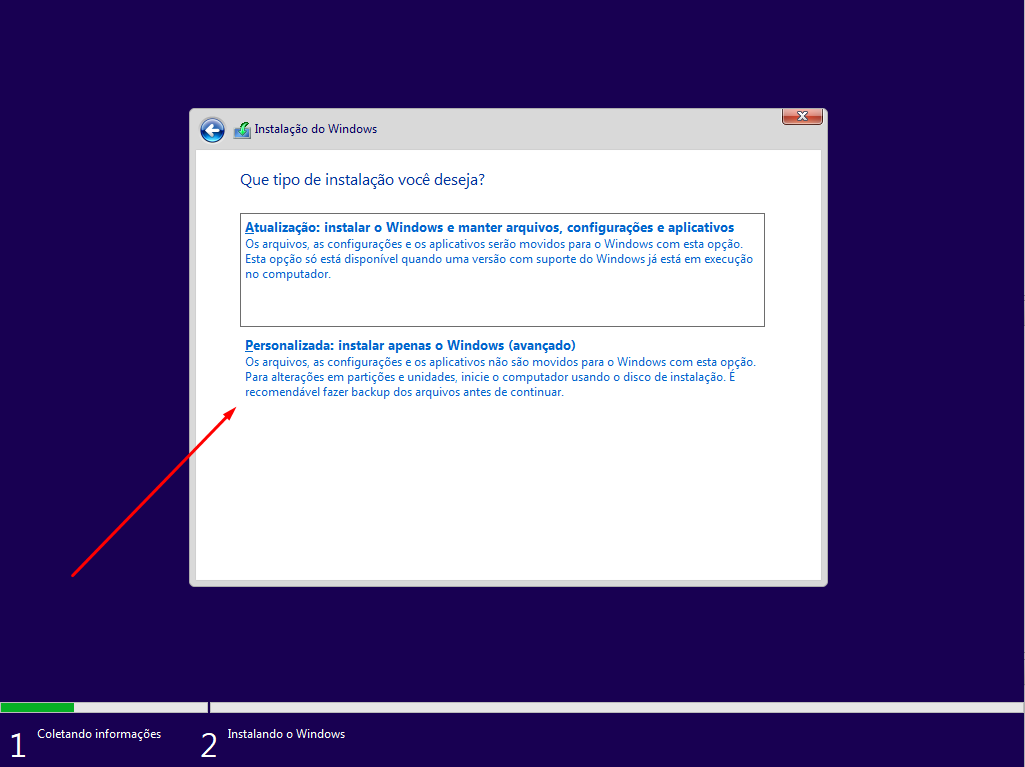 Instalação do Windows
Que tipo de instalação você deseja?
Atualização: instalar o Windows e manter arquivos, configurações e aplicativos
Os arquivos, as configurações e os aplicativos serão movidos para o Windows com esta opção.
Esta opção só está disponível quando uma versão com suporte do Windows já está em execução
no computador.
Personalizada: instalar apenas o Windows (avançado)
Os arquivos, as configurações e os aplicativos não são movidos para o Windows com esta opção.
Para alterações em partições e unidades, inicie o computador usando o disco de instalação. É
recomendável fazer backup dos arquivos antes de continuar.
1 Coletando informações 2 Instalando o Windows